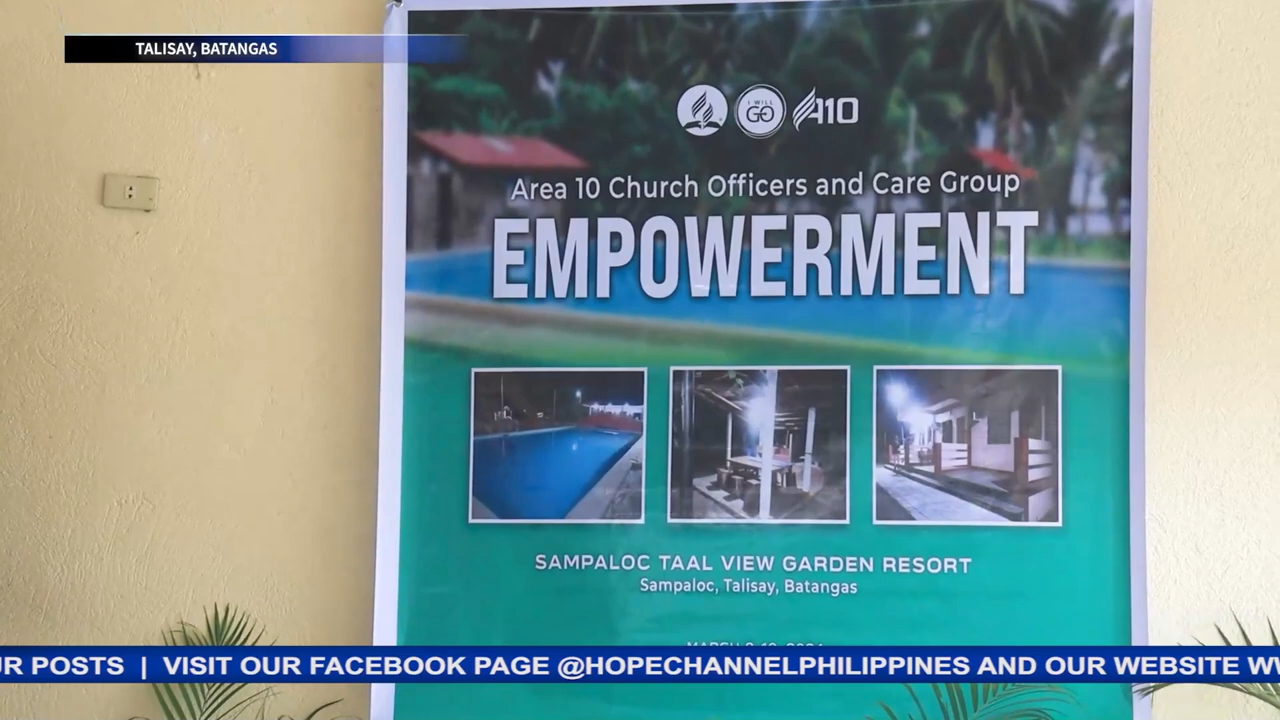 TALISAY, BATANGAS
I WILL
GO
A10
Area 10 Church Officers and Care Group
EMPOWERMENT
SAMPALOC TAAL VIEW GARDEN RESORT
Sampaloc, Talisay, Batangas
UR POSTS | VISIT OUR FACEBOOK PAGE @HOPECHANNELPHILIPPINES AND OUR WEBSITE WW